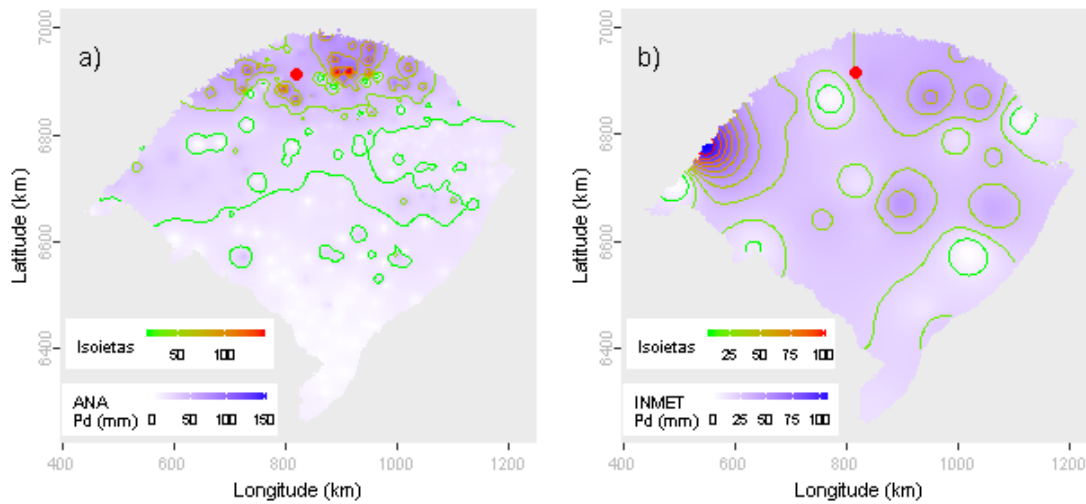 a)
7000
6800
6600
6400
Latitude (km)
Isoietas
50 100
ANA
Pd (mm) 0 50 100 150
400 600 800 1000 1200
Longitude (km)
b)
7000
6800
6600
6400
Latitude (km)
Isoietas
25 50 75 100
INMET
Pd (mm) 0 25 50 75 100
400 600 800 1000 1200
Longitude (km)